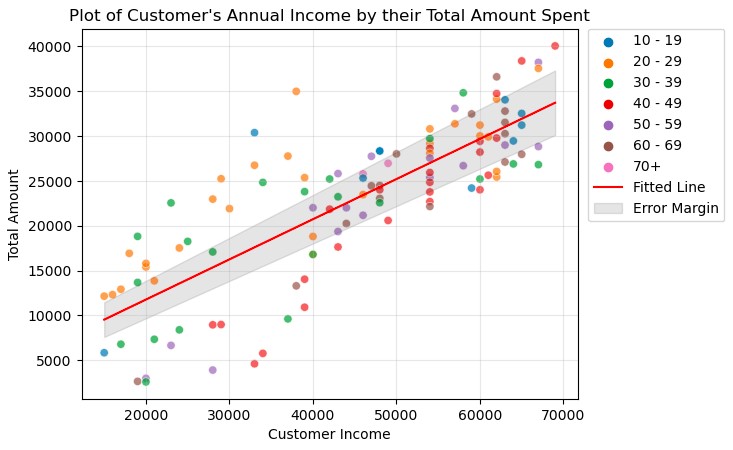 Plot of Customer's Annual Income by their Total Amount Spent
40000
35000
30000
25000
20000
15000
10000
5000
Total Amount
20000 30000 40000 50000 60000 70000
Customer Income
10 - 19
20 - 29
30 - 39
40 - 49
50 - 59
60 - 69
70+
Fitted Line
Error Margin